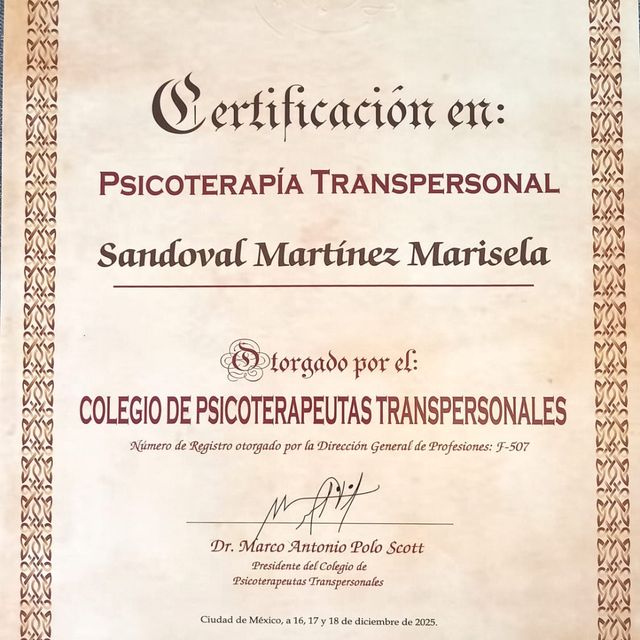 Certificación en:
PSICOTERAPÍA TRANSPERSONAL
Sandoval Martínez Marisela
Otorgado por el:
COLEGIO DE PSICOTERAPEUTAS TRANSPERSONALES
Número de Registro otorgado por la Dirección General de Profesiones: F-507
Dr. Marco Antonio Polo Scott
Presidente del Colegio de
Psicoterapeutas Transpersonales
Ciudad de México, a 16, 17 y 18 de diciembre de 2025.